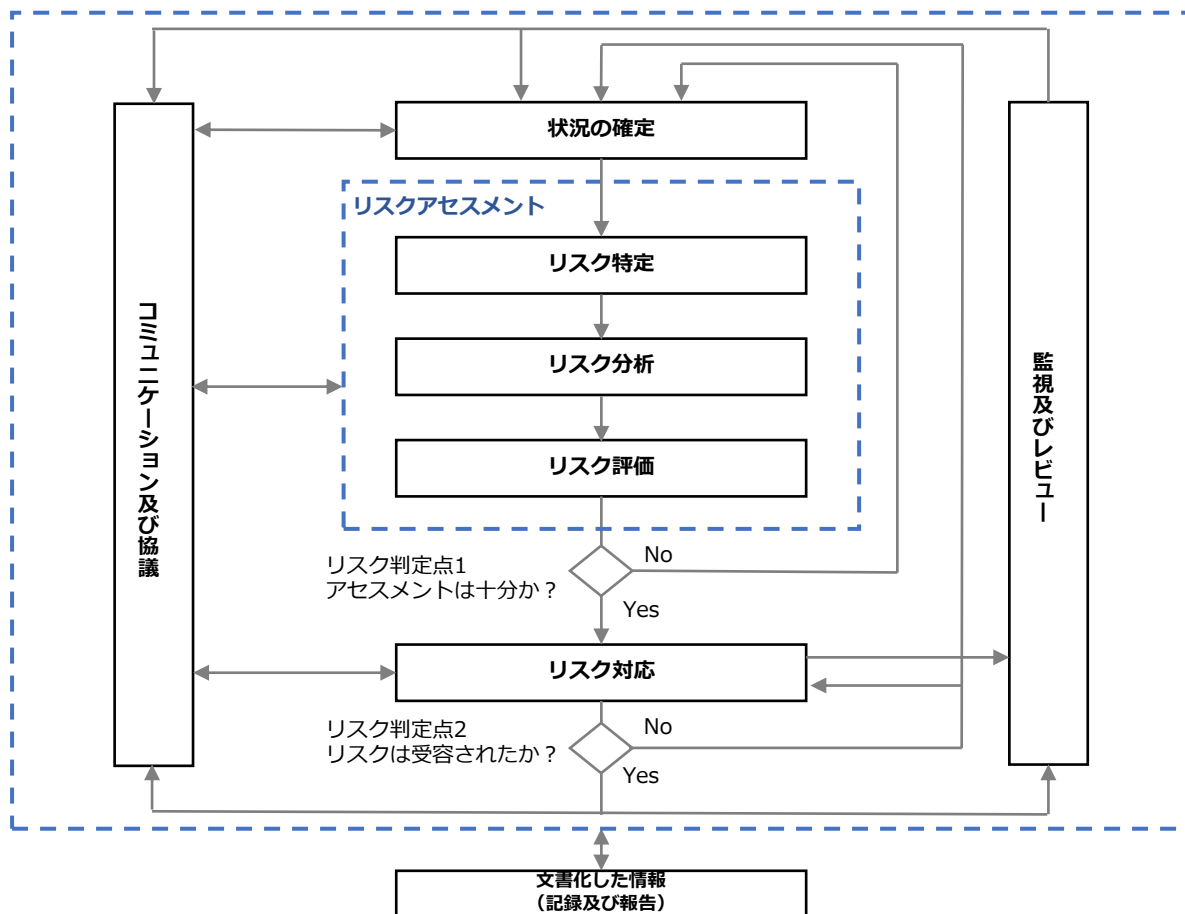 状況の確定
リスクアセスメント
リスク特定
リスク分析
リスク評価
コミュニケーション及び協議
監視及びレビュー
リスク判定点1
アセスメントは十分か？
No
Yes
リスク対応
リスク判定点2
リスクは受容されたか？
No
Yes
文書化した情報
（記録及び報告）